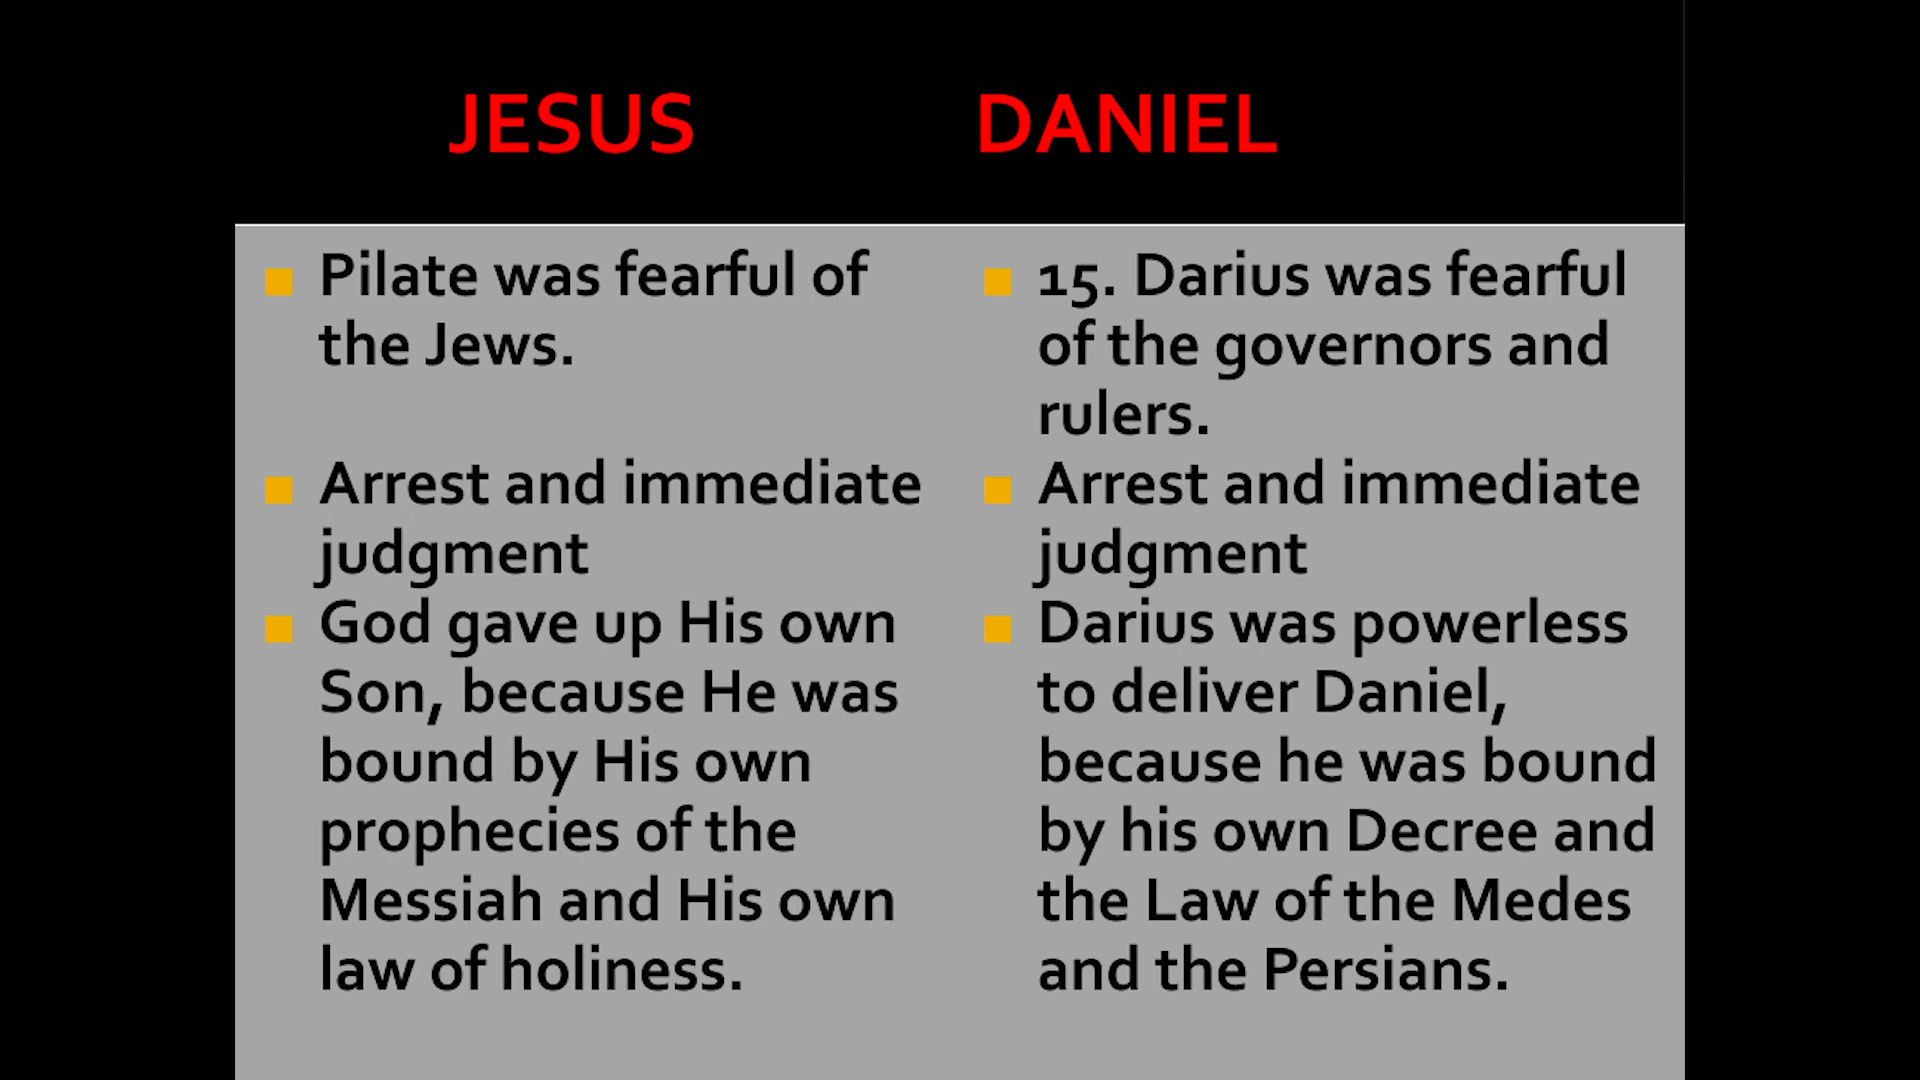 JESUS DANIEL
Pilate was fearful of
the Jews.
Arrest and immediate
judgment
God gave up His own
Son, because He was
bound by His own
prophecies of the
Messiah and His own
law of holiness.
15. Darius was fearful
of the governors and
rulers.
Arrest and immediate
judgment
Darius was powerless
to deliver Daniel,
because he was bound
by his own Decree and
the Law of the Medes
and the Persians.